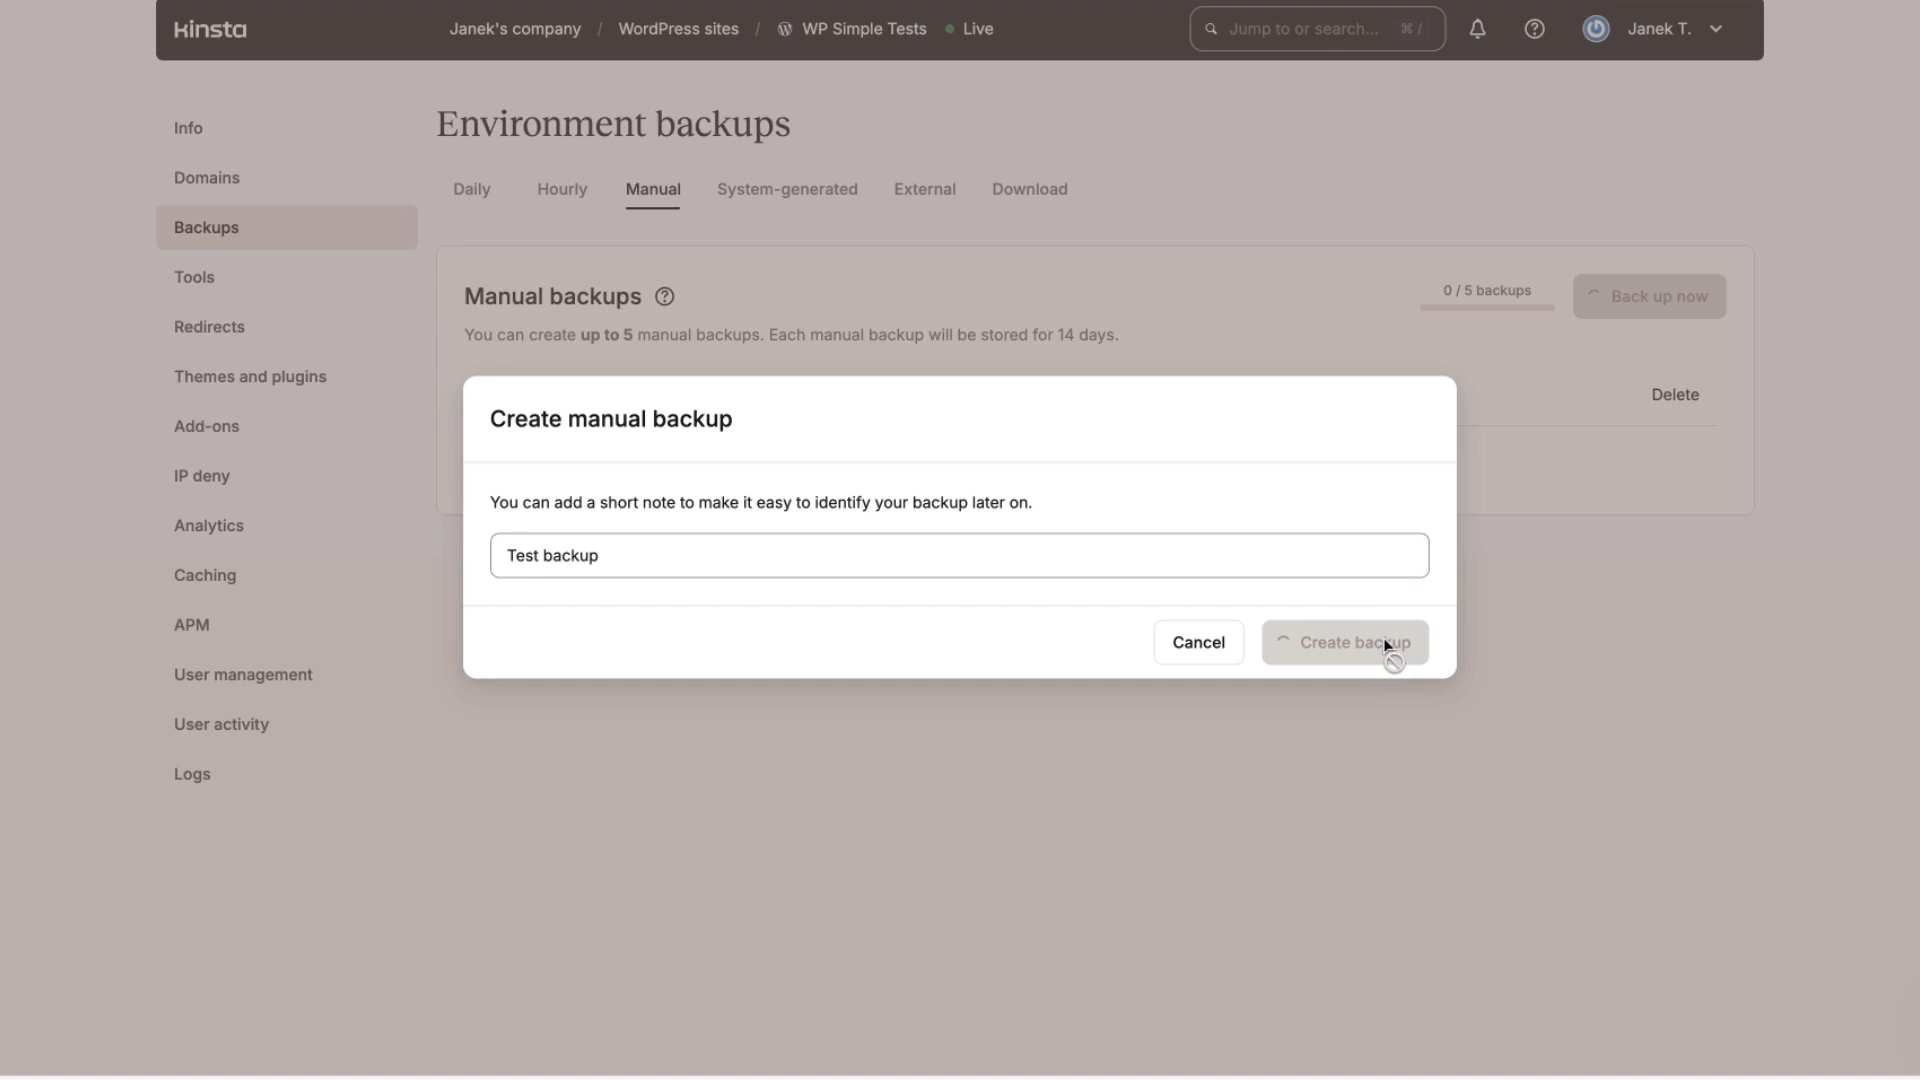 Kinsta
Janek's company / WordPress sites / WP Simple Tests Live
Jump to or search... ⌘ /
Janek T.
Info
Domains
Backups
Tools
Redirects
Themes and plugins
Add-ons
IP deny
Analytics
Caching
APM
User management
User activity
Logs
Environment backups
Daily Hourly Manual System-generated External Download
Manual backups
0 / 5 backups
Back up now
You can create up to 5 manual backups. Each manual backup will be stored for 14 days.
Delete
Create manual backup
You can add a short note to make it easy to identify your backup later on.
Test backup
Cancel
Create backup